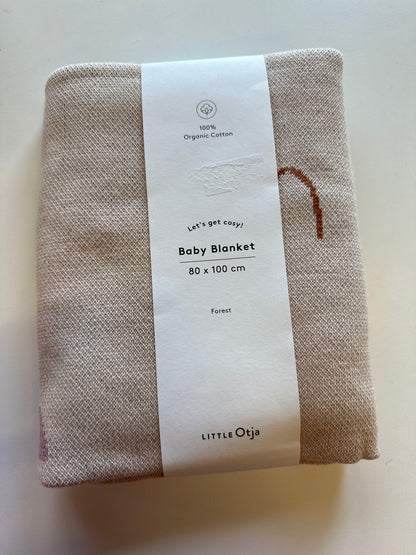 100%
Organic Cotton
Let's get cosy!
Baby Blanket
80 x 100 cm
Forest
LITTLE Otja